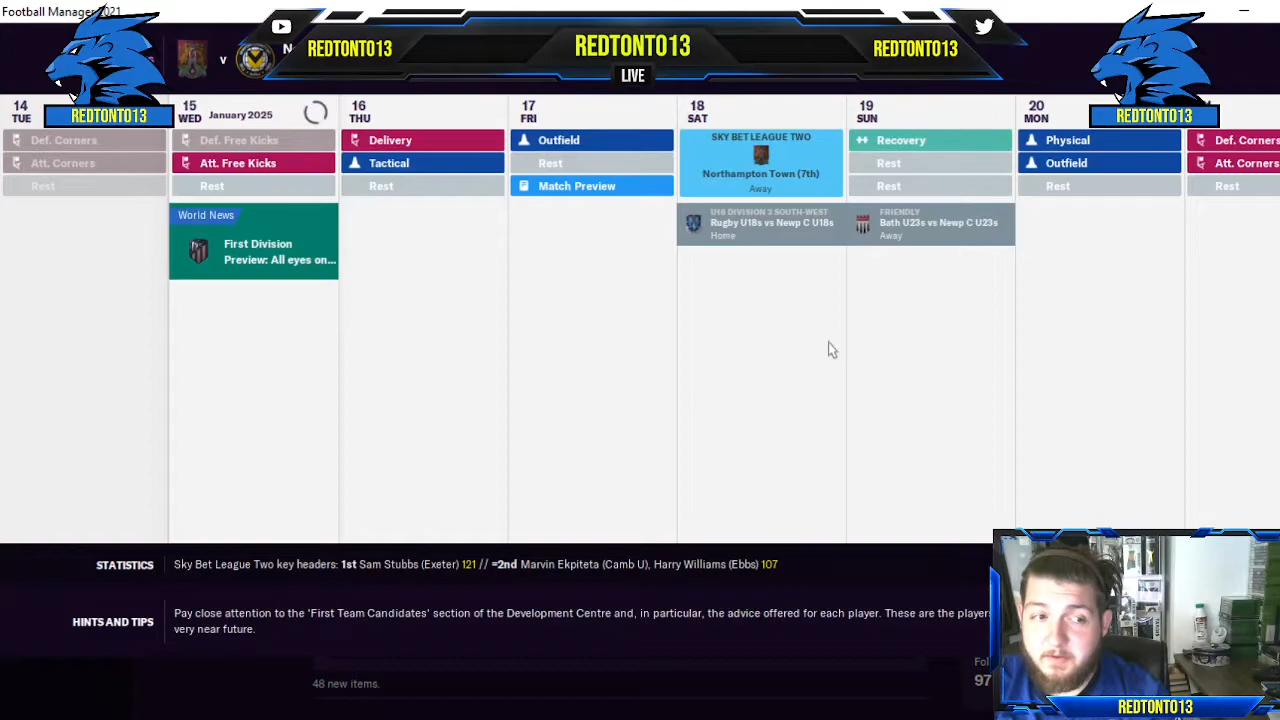 Football Manager 2021
REDTONTO13
REDTONTO13
REDTONTO13
LIVE
REDTONTO13
REDTONTO13
v
N
14
TUE
15
WED
January 2025
16
THU
17
FRI
18
SAT
19
SUN
20
MON
Def. Corners
Def. Free Kicks
Delivery
Outfield
SKY BET LEAGUE TWO
Northampton Town (7th)
Away
Recovery
Physical
Def. Corners
Att. Corners
Att. Free Kicks
Tactical
Rest
Rest
Outfield
Att. Corners
Rest
Rest
Rest
Match Preview
Rest
Rest
Rest
World News
First Division
Preview: All eyes on...
U18 DIVISION 3 SOUTH-WEST
Rugby U18s vs Newp C U18s
Home
FRIENDLY
Bath U23s vs Newp C U23s
Away
STATISTICS
Sky Bet League Two key headers: 1st Sam Stubbs (Exeter) 121 // =2nd Marvin Ekpiteta (Camb U), Harry Williams (Ebbs) 107
HINTS AND TIPS
Pay close attention to the 'First Team Candidates' section of the Development Centre and, in particular, the advice offered for each player. These are the players
very near future.
48 new items.
Fol
97
REDTONTO13